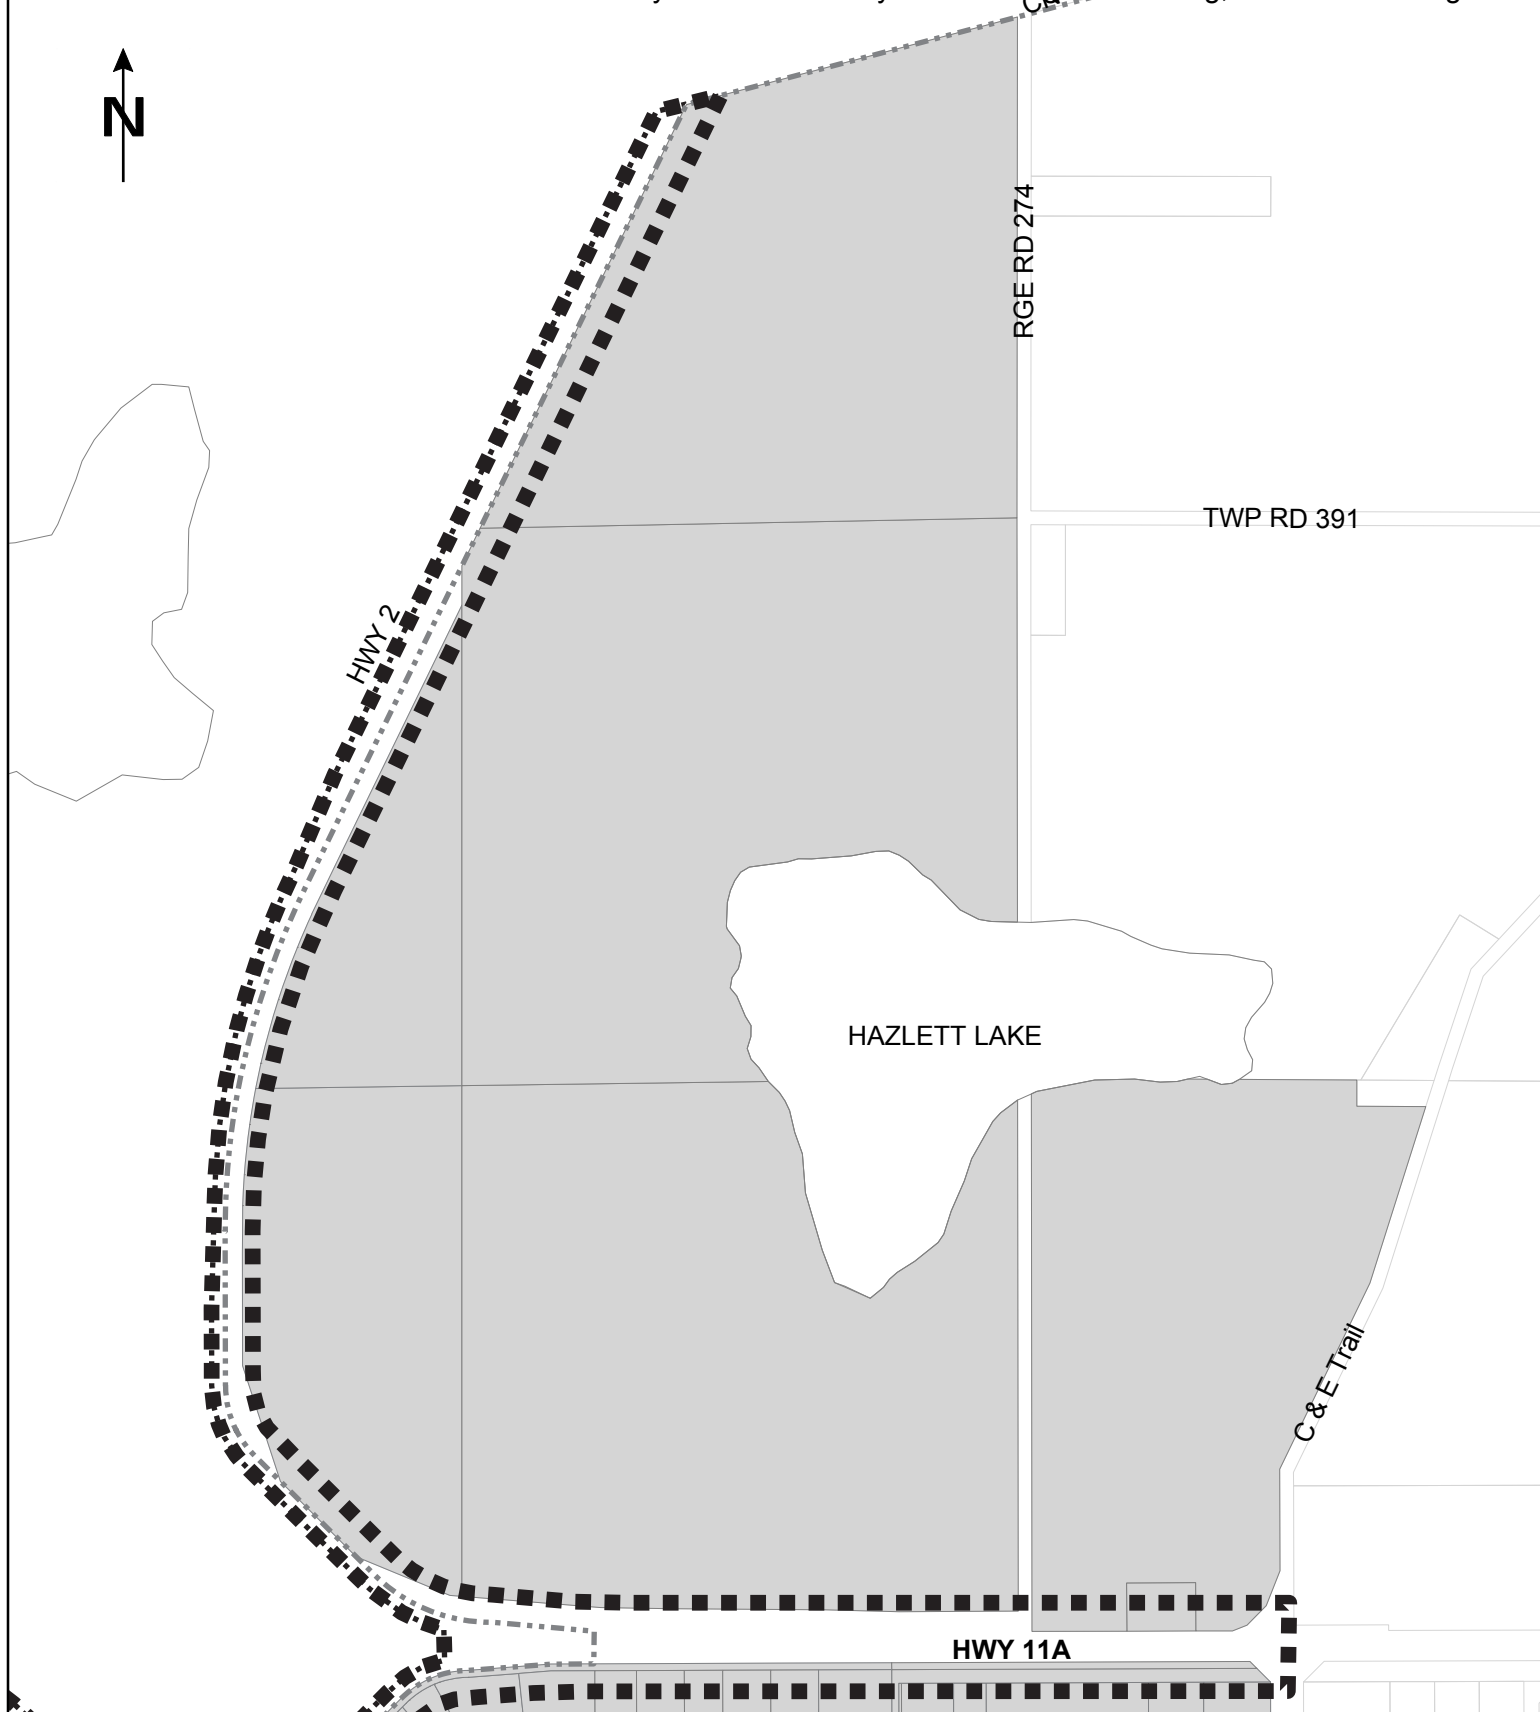 N
RGE RD 274
TWP RD 391
HWY 2
HAZLETT LAKE
C & E Trail
HWY 11A